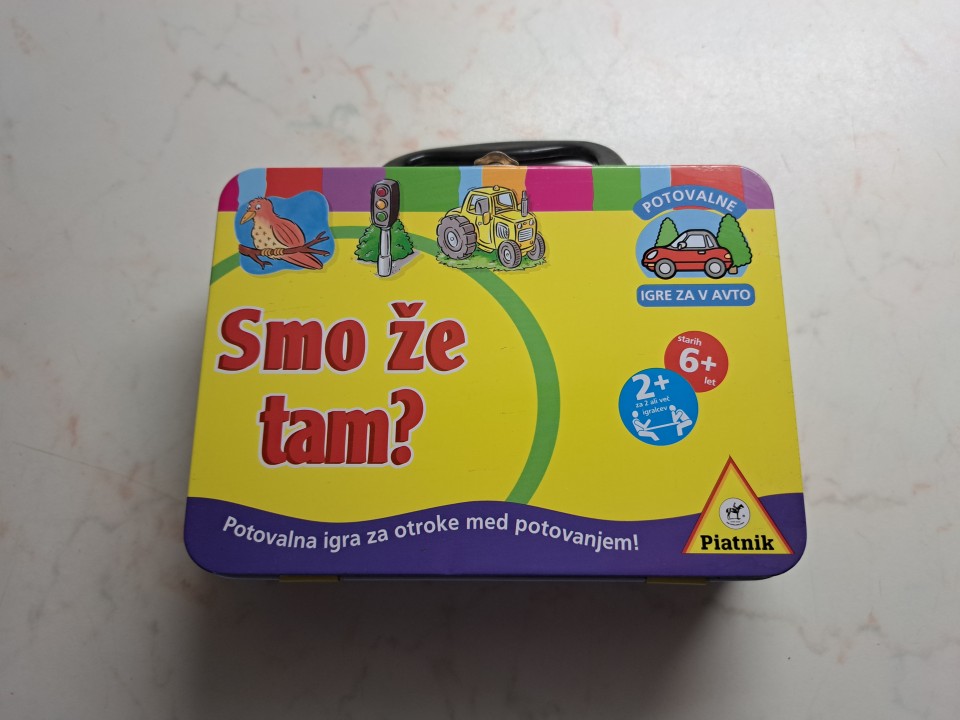 POTOVALNE
IGRE ZA V AVTO
Smo že
tam?
starih
6+
let
2+
za 2 ali več
igralcev
Potovalna igra za otroke med potovanjem!
Piatnik